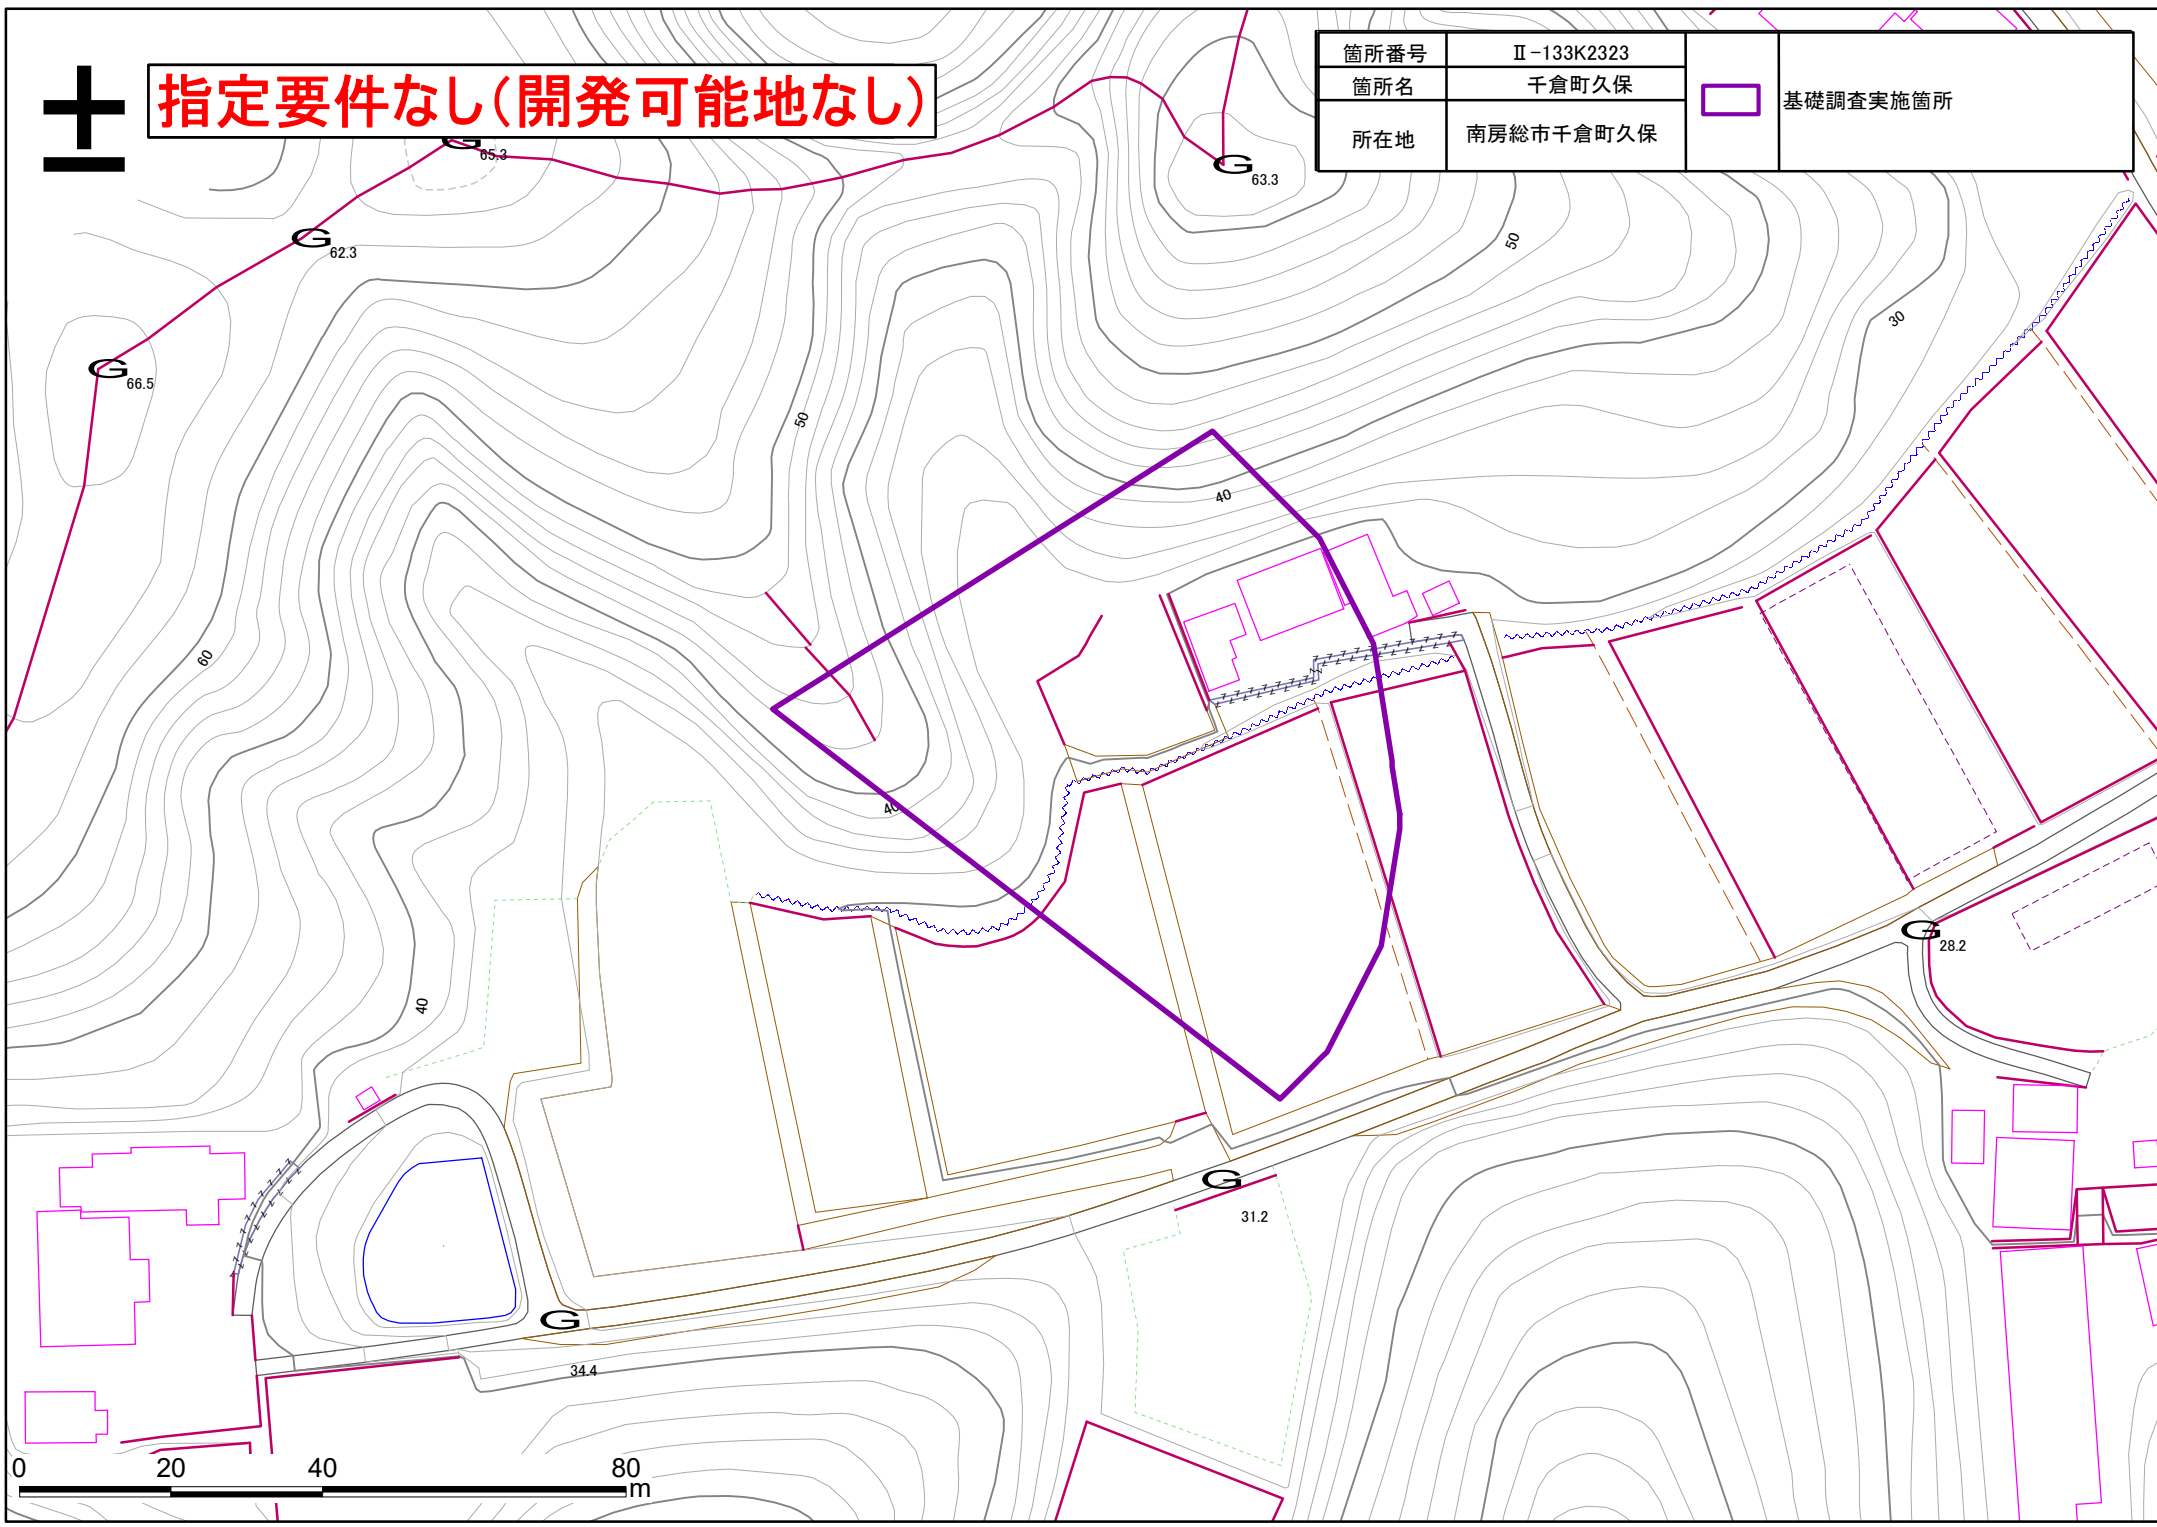 指定要件なし(開発可能地なし)
箇所番号 Ⅱ-133K2323
箇所名 千倉町久保
所在地 南房総市千倉町久保
基礎調査実施箇所
G 65.3
G 63.3
G 62.3
50
30
G 66.5
50
40
60
40
40
G 28.2
G 31.2
G 34.4
0 20 40 80
m